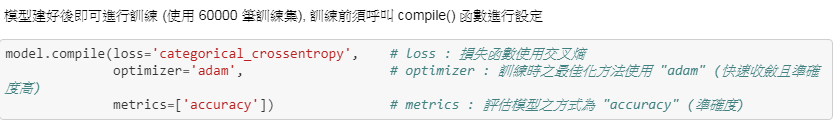 模型建好後即可進行訓練 (使用 60000 筆訓練集), 訓練前須呼叫 compile() 函數進行設定
model.compile(loss='categorical_crossentropy',    # loss : 損失函數使用交叉熵
              optimizer='adam',                   # optimizer : 訓練時之最佳化方法使用 "adam" (快速收斂且準確
度高)
              metrics=['accuracy'])               # metrics : 評估模型之方式為 "accuracy" (準確度)